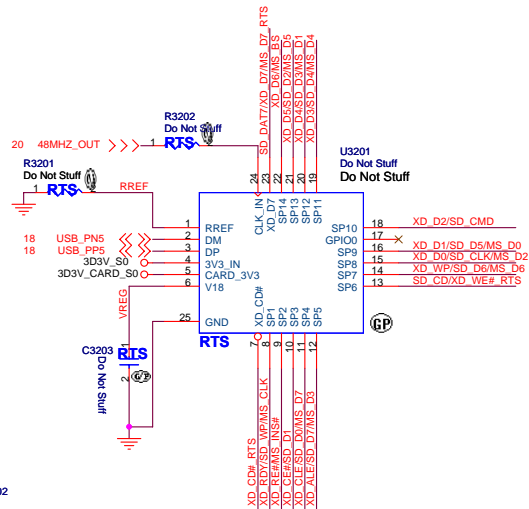 SD_DAT7/XD_D7/MS_D7_RTS
XD_D6/MS_BS
XD_D5/SD_D2/MS_D5
XD_D4/SD_D3/MS_D1
XD_D3/SD_D4/MS_D4
R3202
Do Not Stuff
20 48MHZ_OUT 1 RTS
R3201
Do Not Stuff
1 RTS RREF
U3201
Do Not Stuff
Do Not Stuff
24 23 22 21 20 19
CLK_IN XD_D7 SP14 SP13 SP12 SP11
1 RREF
18 USB_PN5 2 DM
18 USB_PP5 3 DP
3D3V_S0 4 3V3_IN
3D3V_CARD_S0 5 CARD_3V3
6 V18
SP10 18 XD_D2/SD_CMD
GPIO0 17
SP9 16 XD_D1/SD_D5/MS_D0
SP8 15 XD_D0/SD_CLK/MS_D2
SP7 14 XD_WP/SD_D6/MS_D6
SP6 13 SD_CD/XD_WE#_RTS
VREG
25 GND
XD_CD# SP1 SP2 SP3 SP4 SP5
RTS
GP
7 8 9 10 11 12
C3203 1 RTS
2
Do Not Stuff
XD_CD#_RTS
XD_RDY/SD_WP/MS_CLK
XD_RE#/MS_INS#
XD_CE#/SD_D1
XD_CLE/SD_D0/MS_D7
XD_ALE/SD_D7/MS_D3
02